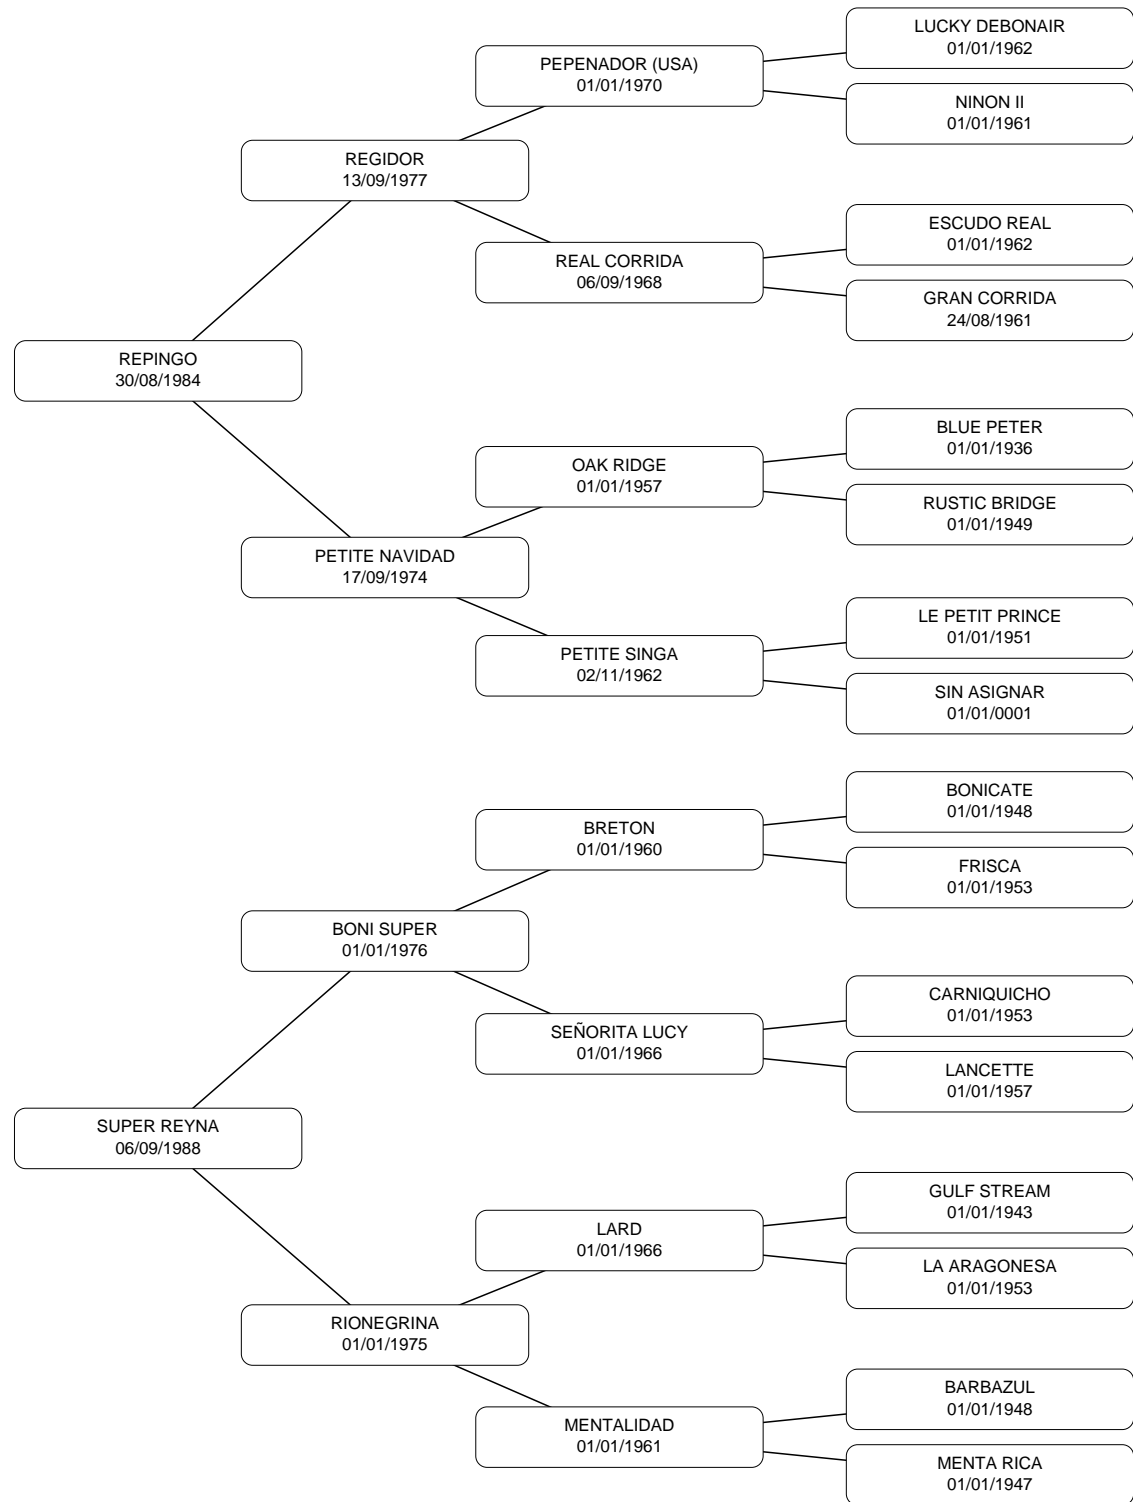 LUCKY DEBONAIR
01/01/1962
PEPENADOR (USA)
01/01/1970
NINON II
01/01/1961
REGIDOR
13/09/1977
ESCUDO REAL
01/01/1962
REAL CORRIDA
06/09/1968
GRAN CORRIDA
24/08/1961
REPINGO
30/08/1984
BLUE PETER
01/01/1936
OAK RIDGE
01/01/1957
RUSTIC BRIDGE
01/01/1949
PETITE NAVIDAD
17/09/1974
LE PETIT PRINCE
01/01/1951
PETITE SINGA
02/11/1962
SIN ASIGNAR
01/01/0001
BONICATE
01/01/1948
BRETON
01/01/1960
FRISCA
01/01/1953
BONI SUPER
01/01/1976
CARNIQUICHO
01/01/1953
SEÑORITA LUCY
01/01/1966
LANCETTE
01/01/1957
SUPER REYNA
06/09/1988
GULF STREAM
01/01/1943
LARD
01/01/1966
LA ARAGONESA
01/01/1953
RIONEGRINA
01/01/1975
BARBAZUL
01/01/1948
MENTALIDAD
01/01/1961
MENTA RICA
01/01/1947